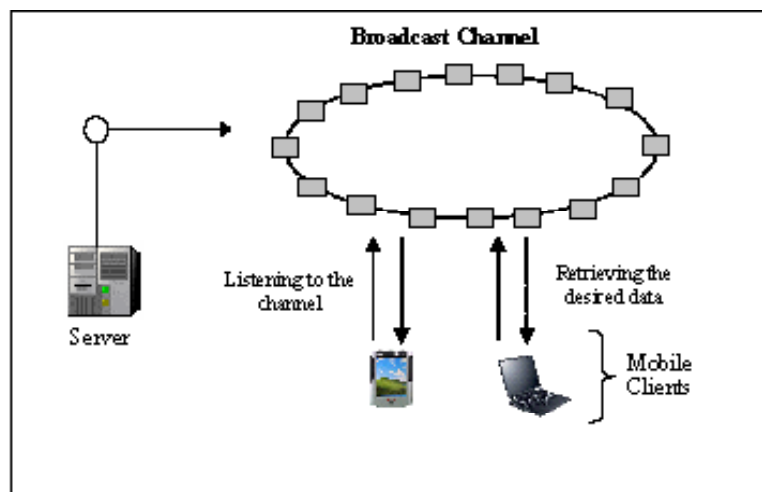 Broadcast Channel
Listening to the
channel
Retrieving the
desired data
Server
Mobile
Clients